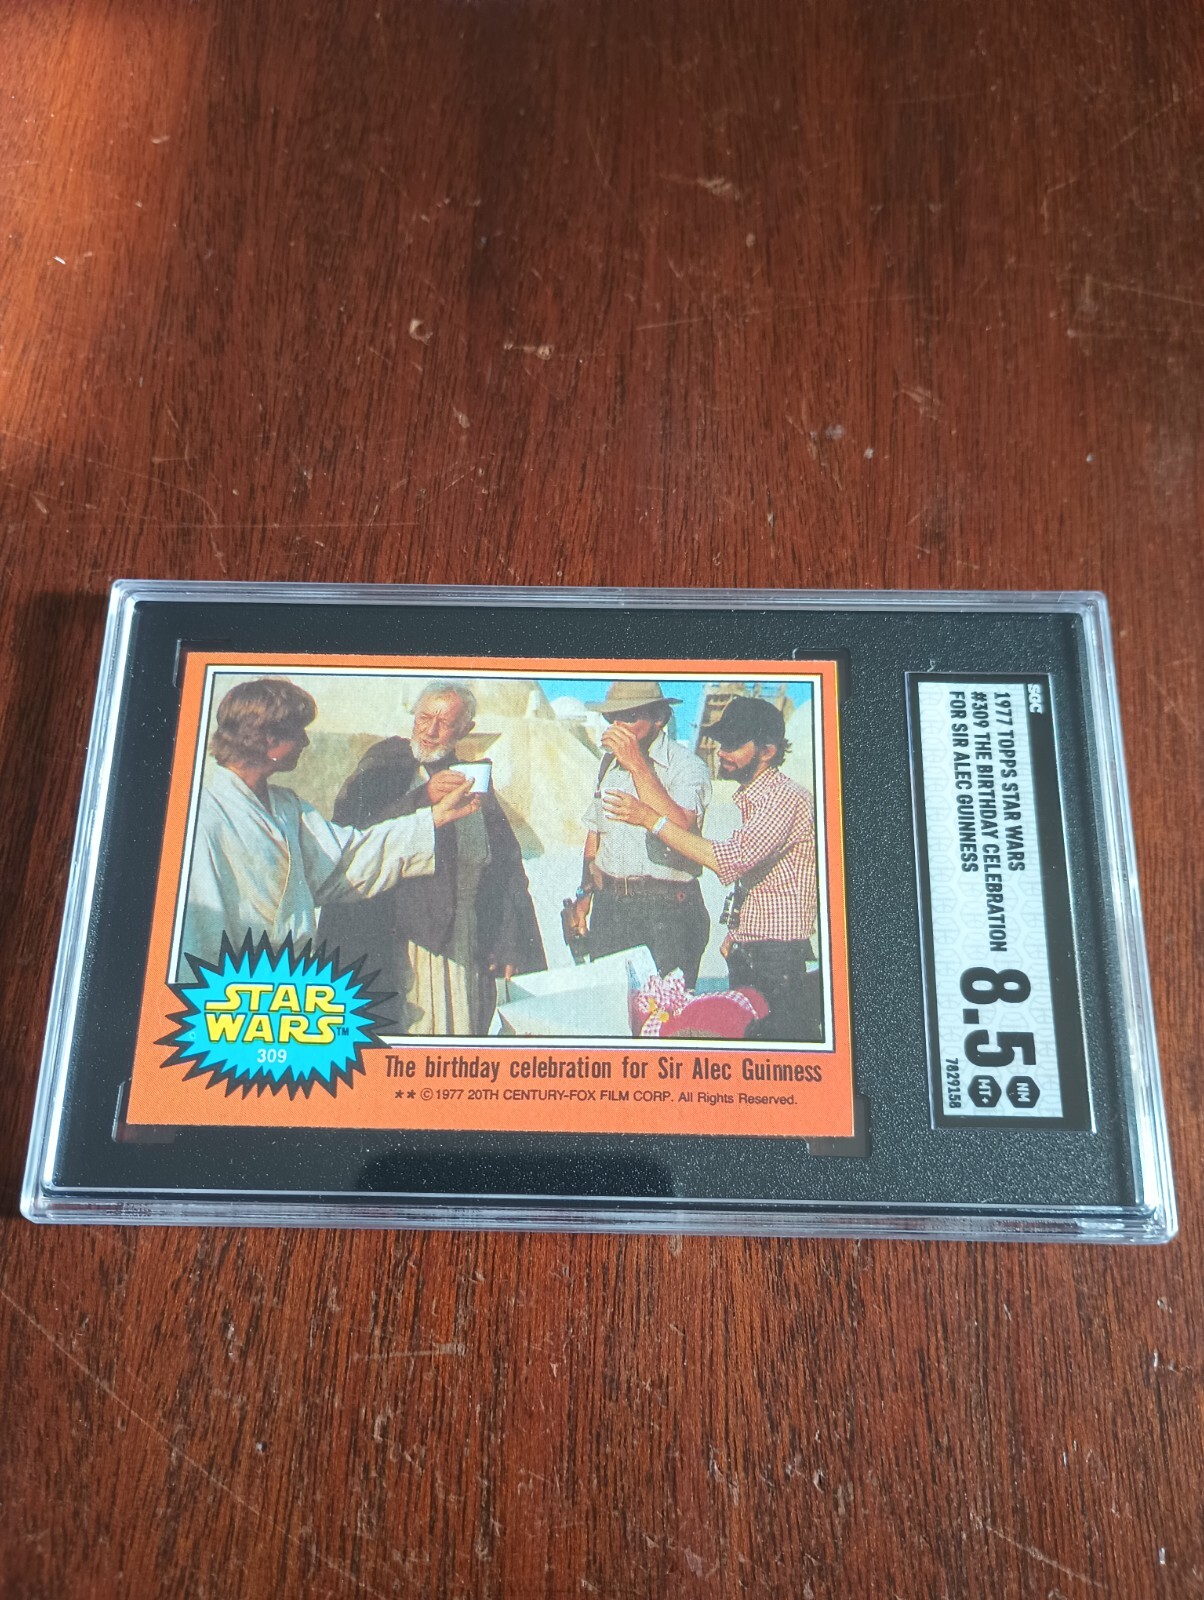 STAR
WARS™
309
The birthday celebration for Sir Alec Guinness
★★ ©1977 20TH CENTURY-FOX FILM CORP. All Rights Reserved.
SGC
1977 TOPPS STAR WARS
#309 THE BIRTHDAY CELEBRATION
FOR SIR ALEC GUINNESS
8.5
NM
MT+
7829158